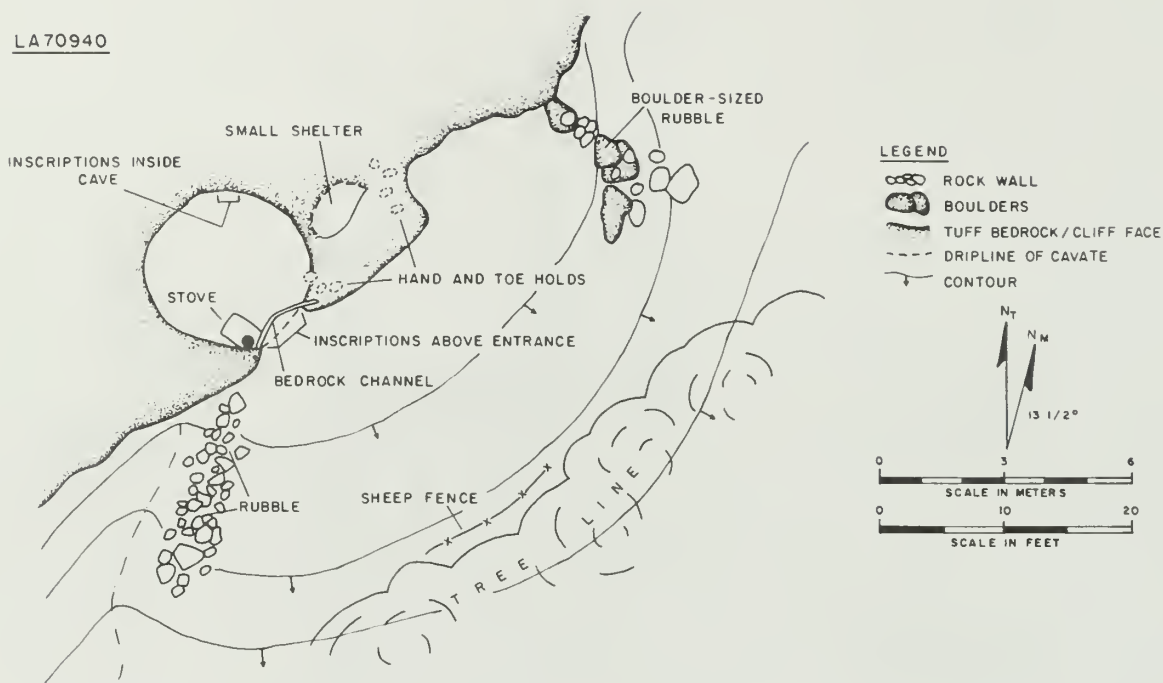 LA70940
BOULDER-SIZED
RUBBLE
SMALL SHELTER
INSCRIPTIONS INSIDE
CAVE
HAND AND TOE HOLDS
STOVE
INSCRIPTIONS ABOVE ENTRANCE
BEDROCK CHANNEL
RUBBLE
SHEEP FENCE
TREE LINE
LEGEND
ROCK WALL
BOULDERS
TUFF BEDROCK/CLIFF FACE
DRIPLINE OF CAVATE
CONTOUR
NT
NM
13 1/2°
0 3 6
SCALE IN METERS
0 10 20
SCALE IN FEET